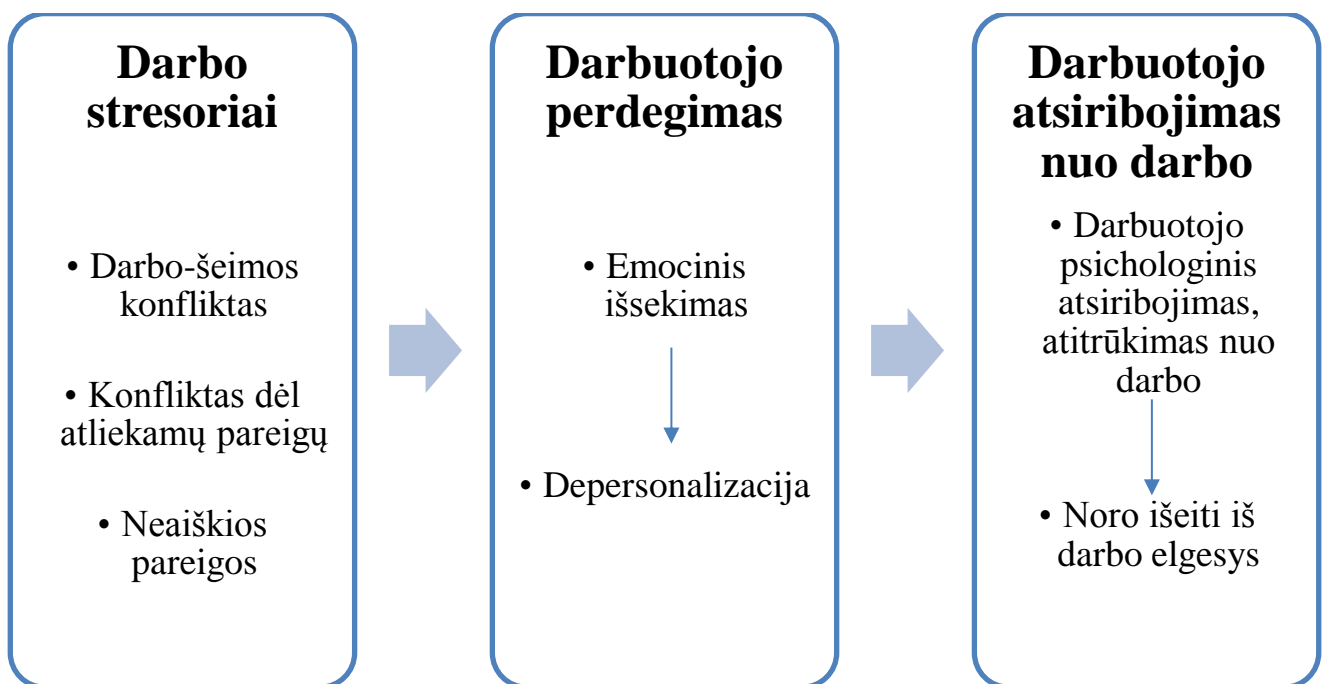 Darbo
stresoriai
• Darbo-šeimos
konfliktas
• Konfliktas dėl
atliekamų pareigų
• Neaiškios
pareigos
Darbuotojo
perdegimas
• Emocinis
išsekimas
• Depersonalizacija
Darbuotojo
atsiribojimas
nuo darbo
• Darbuotojo
psichologinis
atsiribojimas,
atitrūkimas nuo
darbo
• Noro išeiti iš
darbo elgesys